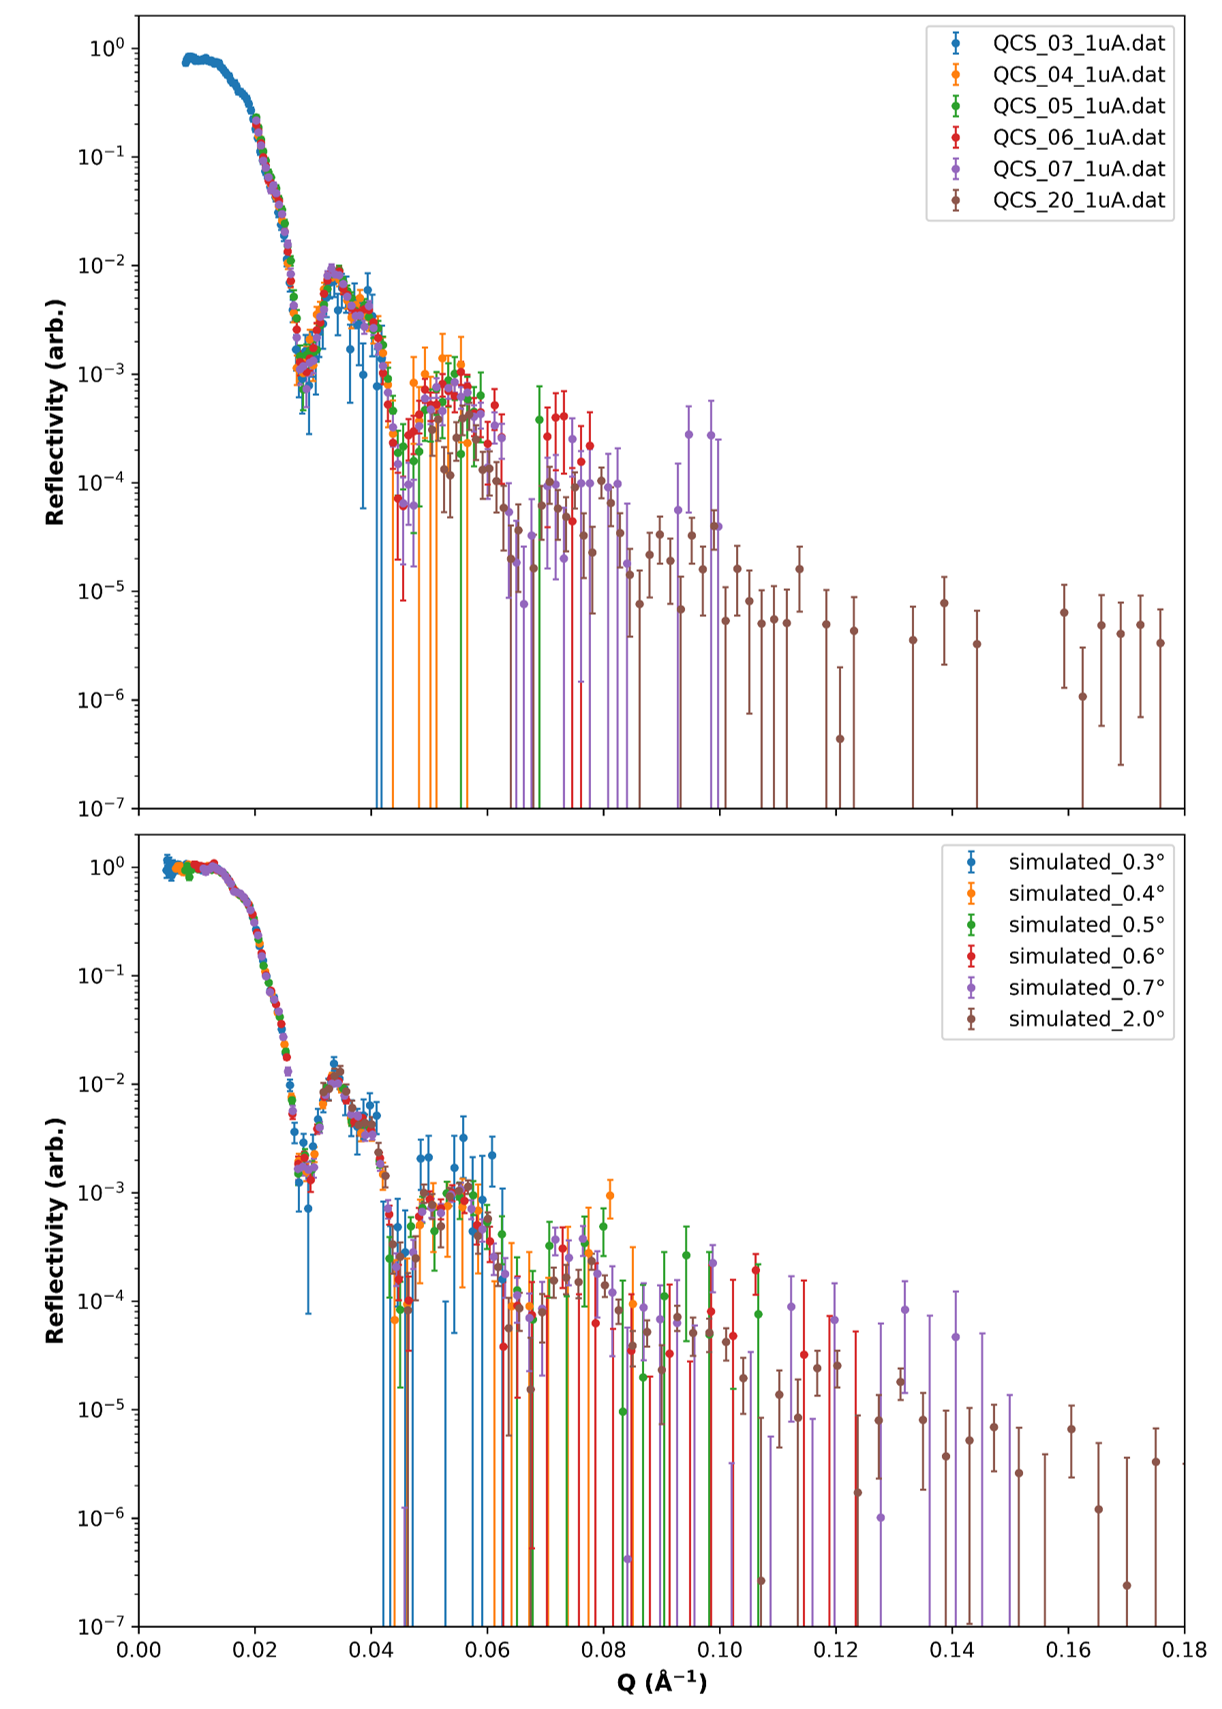 10⁰
10⁻¹
10⁻²
10⁻³
10⁻⁴
10⁻⁵
10⁻⁶
10⁻⁷
Reflectivity (arb.)
QCS_03_1uA.dat
QCS_04_1uA.dat
QCS_05_1uA.dat
QCS_06_1uA.dat
QCS_07_1uA.dat
QCS_20_1uA.dat
10⁰
10⁻¹
10⁻²
10⁻³
10⁻⁴
10⁻⁵
10⁻⁶
10⁻⁷
Reflectivity (arb.)
simulated_0.3°
simulated_0.4°
simulated_0.5°
simulated_0.6°
simulated_0.7°
simulated_2.0°
0.00 0.02 0.04 0.06 0.08 0.10 0.12 0.14 0.16 0.18
Q (Å⁻¹)